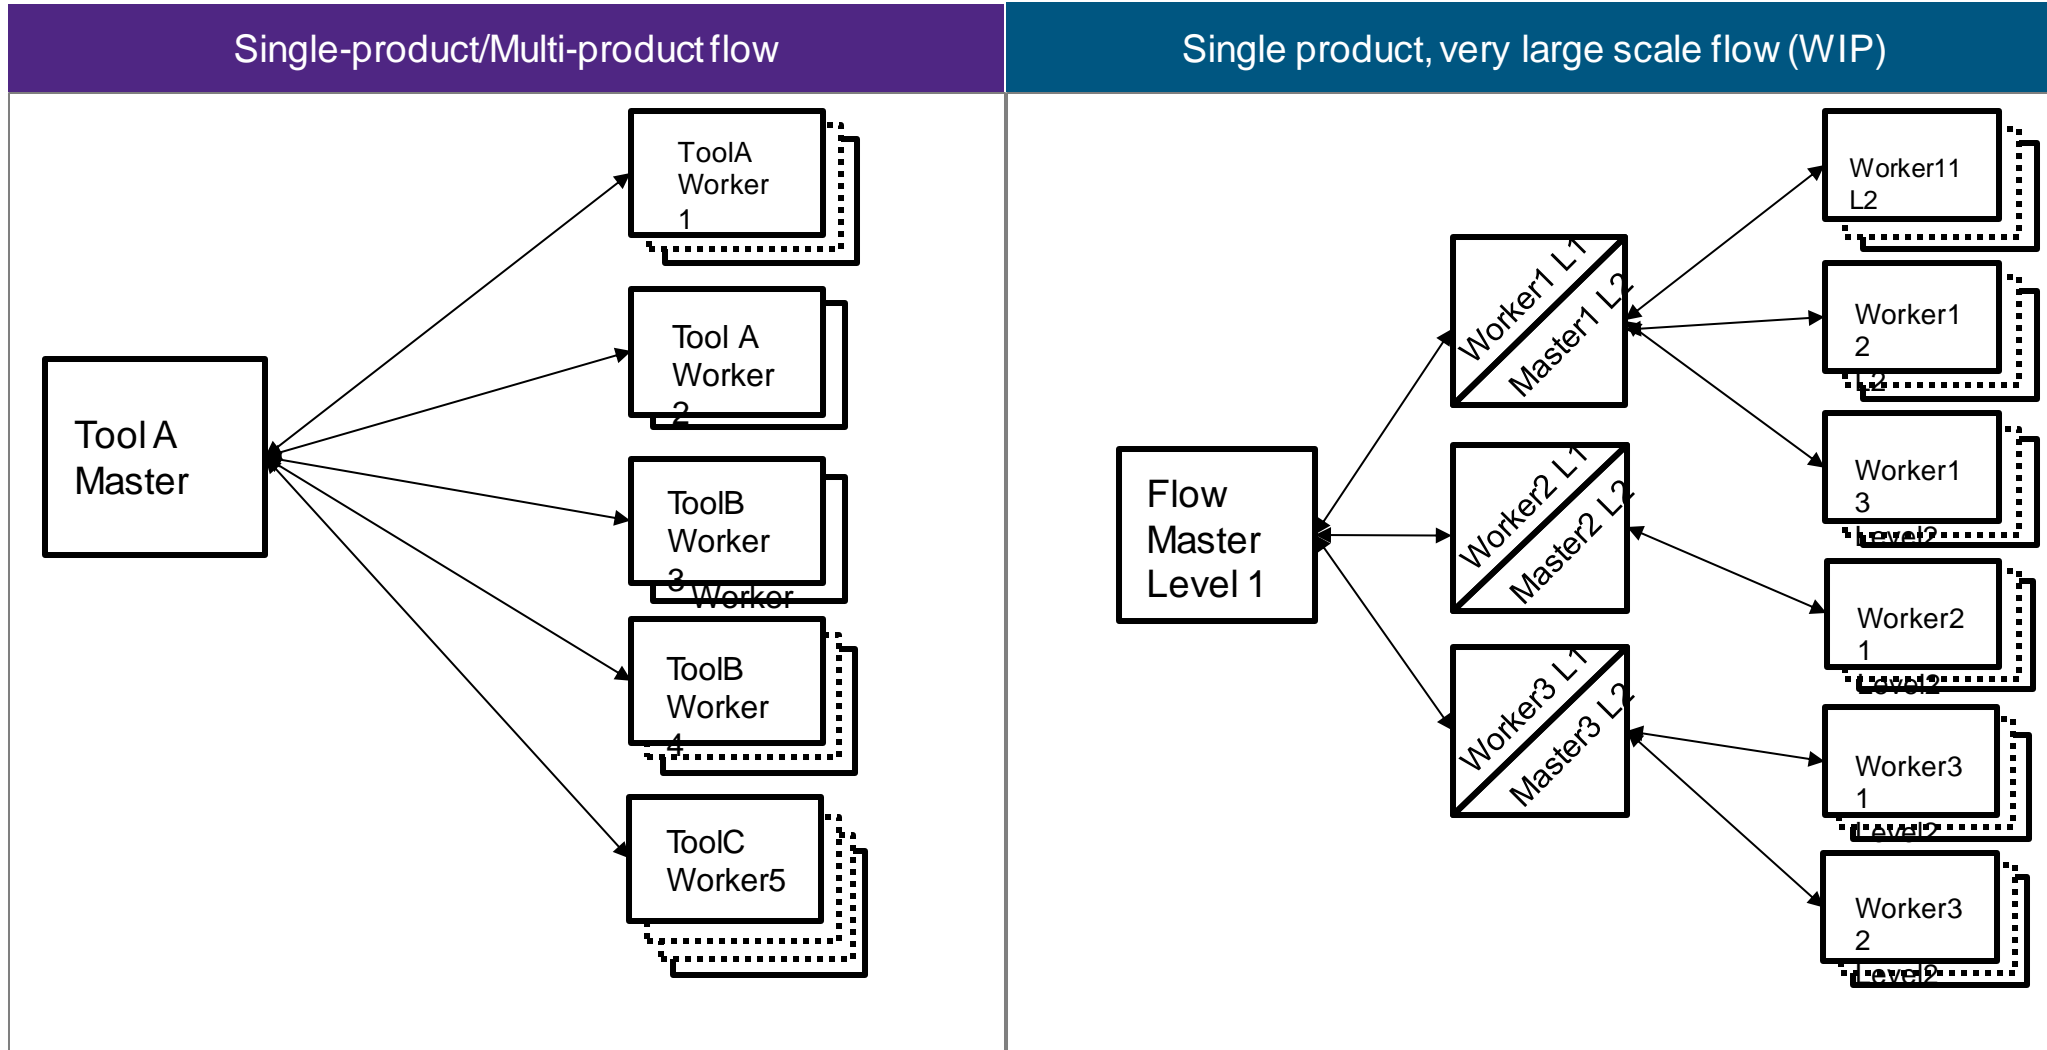 Single-product/Multi-product flow
Single product, very large scale flow (WIP)
Tool A
Master
ToolA
Worker
1
Tool A
Worker
2
ToolB
Worker
3
Worker
ToolB
Worker
4
ToolC
Worker5
Flow
Master
Level 1
Worker1 L1
Master1 L2
Worker2 L1
Master2 L2
Worker3 L1
Master3 L2
Worker11
L2
Worker1
2
L2
Worker1
3
Level2
Worker2
1
Level2
Worker3
1
Level2
Worker3
2
Level2